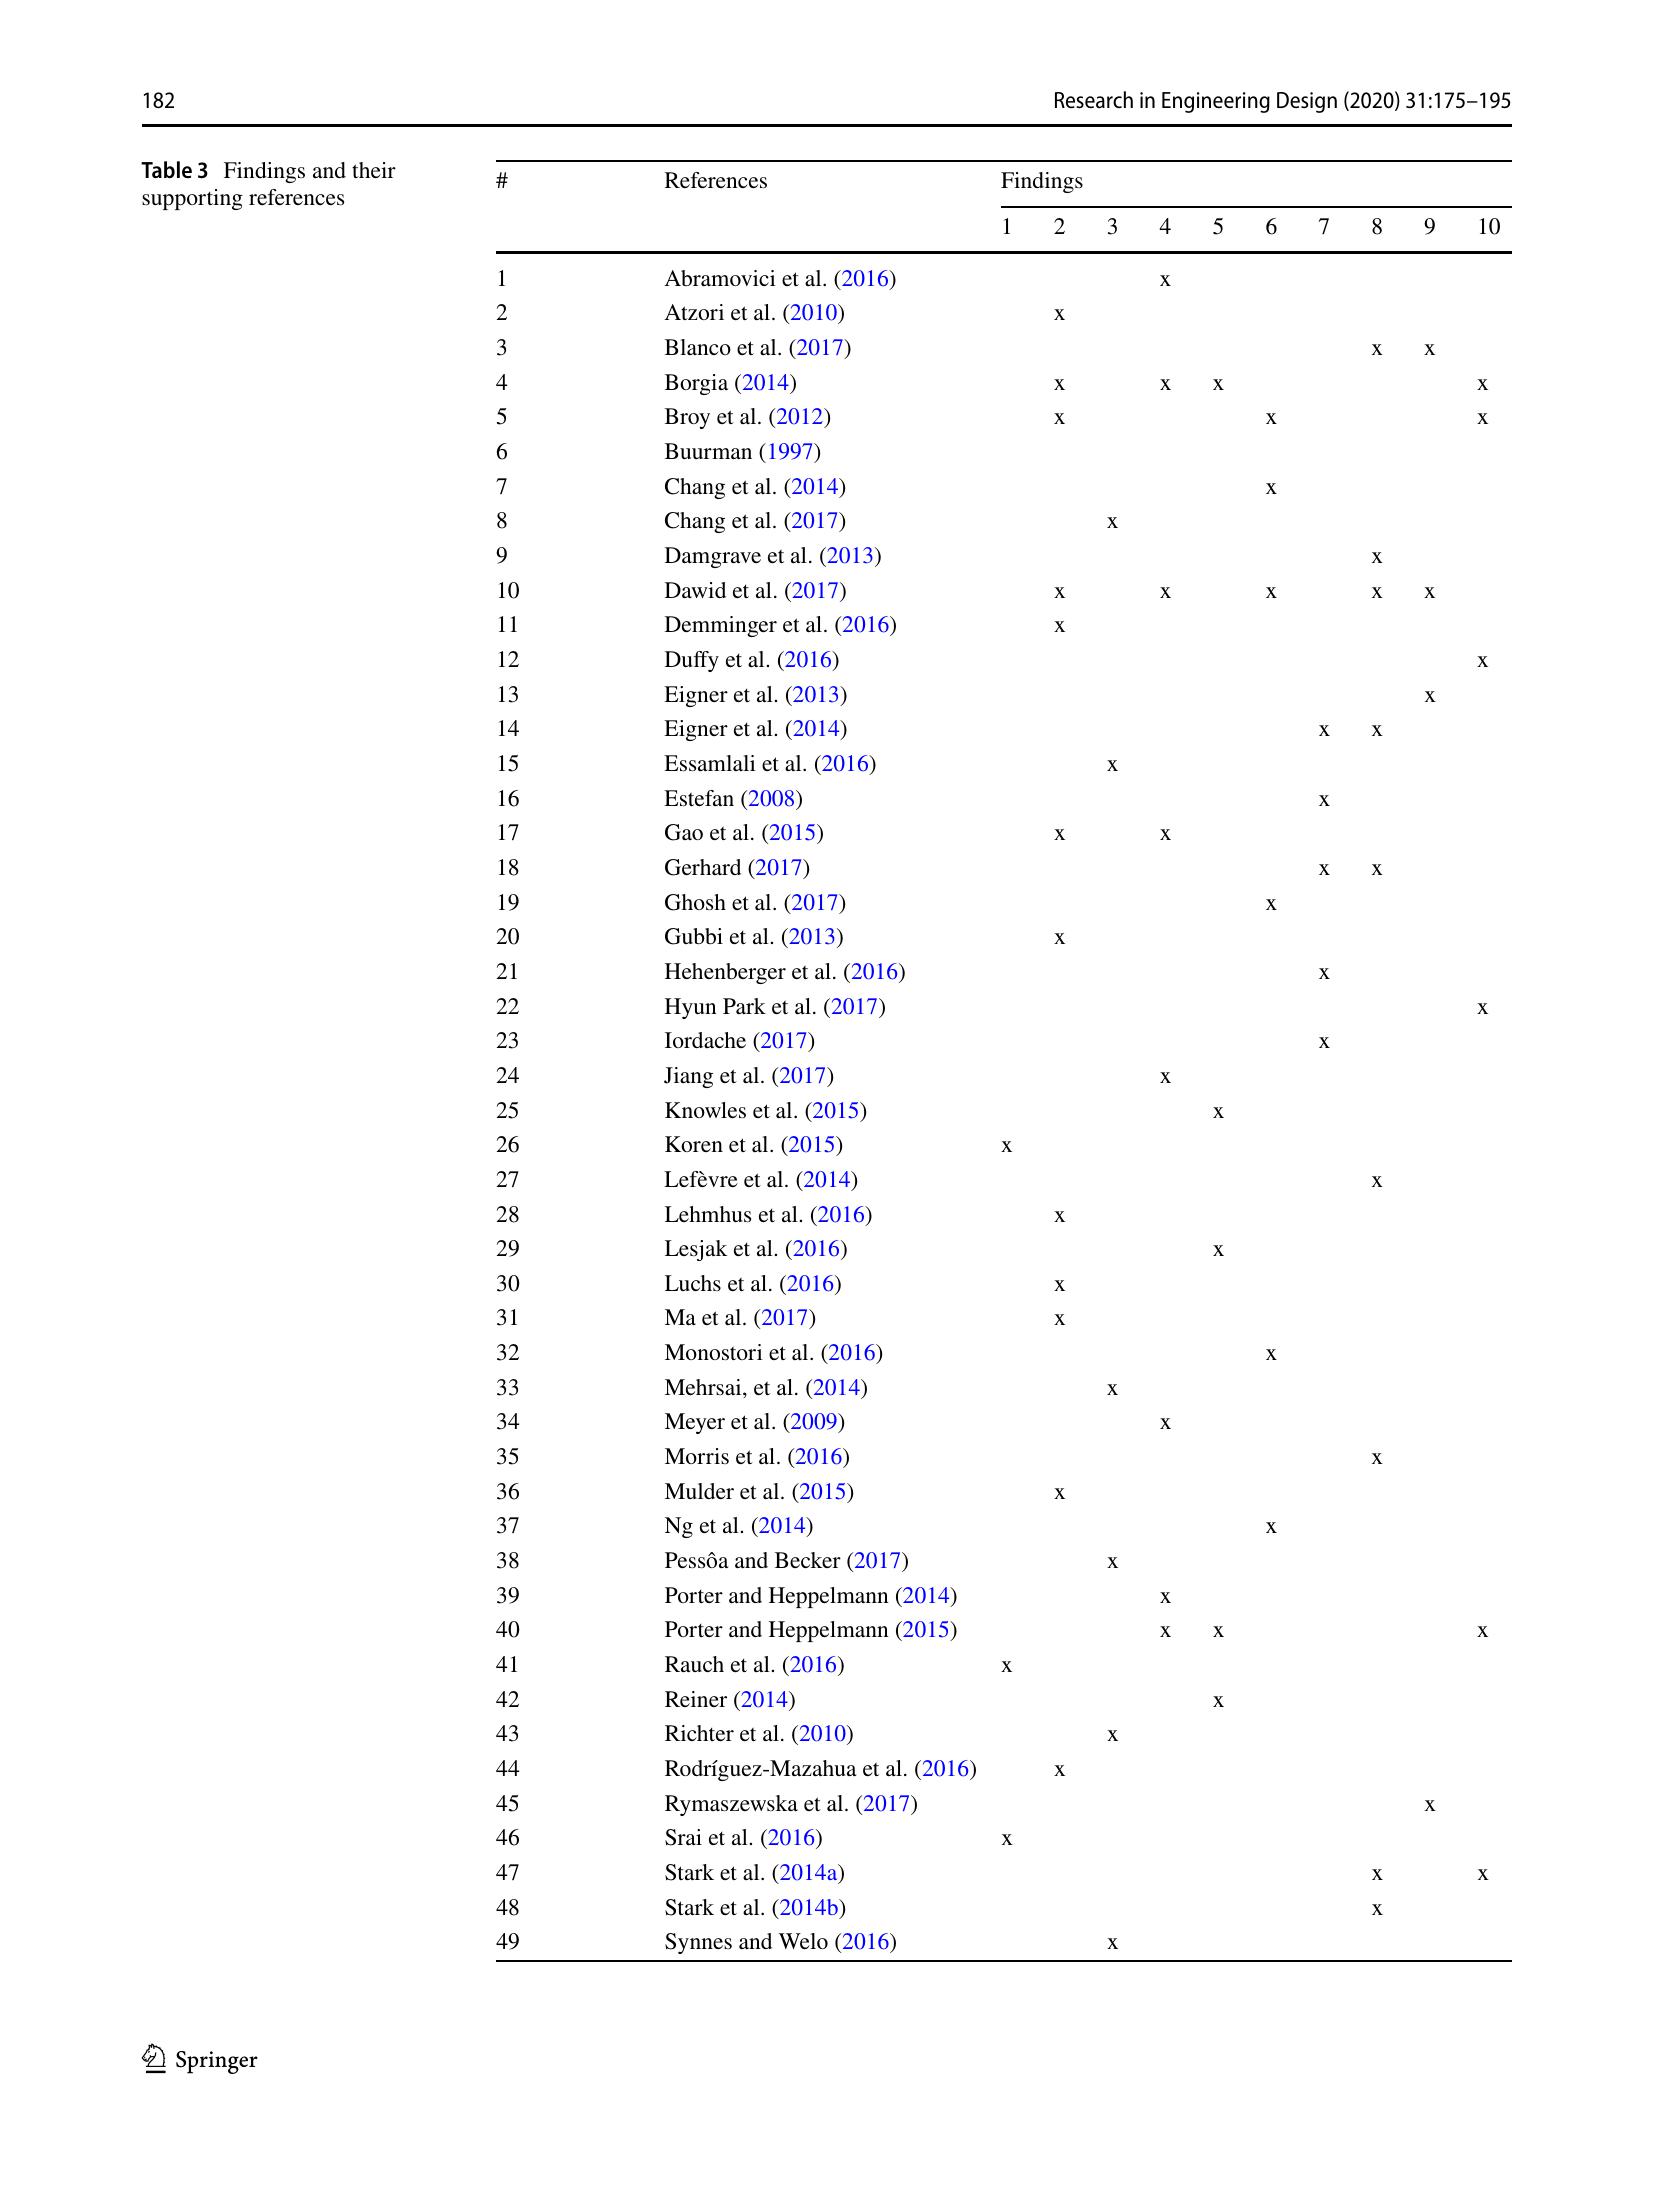 182
Research in Engineering Design (2020) 31:175–195
Table 3 Findings and their
supporting references
# References Findings
1 2 3 4 5 6 7 8 9 10
1 Abramovici et al. (2016) x
2 Atzori et al. (2010) x
3 Blanco et al. (2017) x x
4 Borgia (2014) x x x x
5 Broy et al. (2012) x x x
6 Buurman (1997)
7 Chang et al. (2014) x
8 Chang et al. (2017) x
9 Damgrave et al. (2013) x
10 Dawid et al. (2017) x x x x x
11 Demminger et al. (2016) x
12 Duffy et al. (2016) x
13 Eigner et al. (2013) x
14 Eigner et al. (2014) x x
15 Essamlali et al. (2016) x
16 Estefan (2008) x
17 Gao et al. (2015) x x
18 Gerhard (2017) x x
19 Ghosh et al. (2017) x
20 Gubbi et al. (2013) x
21 Hehenberger et al. (2016) x
22 Hyun Park et al. (2017) x
23 Iordache (2017) x
24 Jiang et al. (2017) x
25 Knowles et al. (2015) x
26 Koren et al. (2015) x
27 Lefèvre et al. (2014) x
28 Lehmhus et al. (2016) x
29 Lesjak et al. (2016) x
30 Luchs et al. (2016) x
31 Ma et al. (2017) x
32 Monostori et al. (2016) x
33 Mehrsai, et al. (2014) x
34 Meyer et al. (2009) x
35 Morris et al. (2016) x
36 Mulder et al. (2015) x
37 Ng et al. (2014) x
38 Pessôa and Becker (2017) x
39 Porter and Heppelmann (2014) x
40 Porter and Heppelmann (2015) x x x
41 Rauch et al. (2016) x
42 Reiner (2014) x
43 Richter et al. (2010) x
44 Rodríguez-Mazahua et al. (2016) x
45 Rymaszewska et al. (2017) x
46 Srai et al. (2016) x
47 Stark et al. (2014a) x x
48 Stark et al. (2014b) x
49 Synnes and Welo (2016) x
Springer